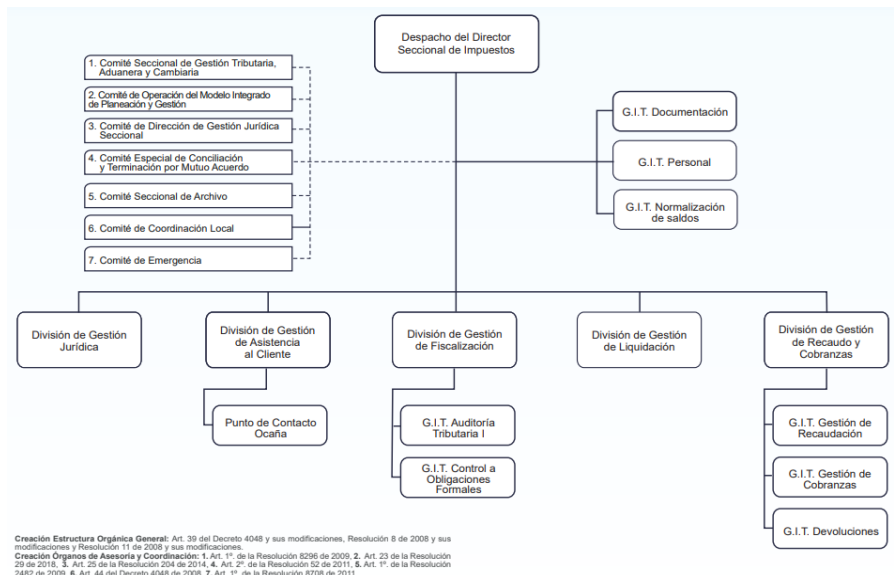 Despacho del Director
Seccional de Impuestos
1. Comité Seccional de Gestión Tributaria,
Aduanera y Cambiaria
2. Comité de Operación del Modelo Integrado
de Planeación y Gestión
3. Comité de Dirección de Gestión Jurídica
Seccional
4. Comité Especial de Conciliación
y Terminación por Mutuo Acuerdo
5. Comité Seccional de Archivo
6. Comité de Coordinación Local
7. Comité de Emergencia
G.I.T. Documentación
G.I.T. Personal
G.I.T. Normalización
de saldos
División de Gestión
Jurídica
División de Gestión
de Asistencia
al Cliente
División de Gestión
de Fiscalización
División de Gestión
de Liquidación
División de Gestión
de Recaudo y
Cobranzas
Punto de Contacto
Ocaña
G.I.T. Auditoría
Tributaria I
G.I.T. Control a
Obligaciones
Formales
G.I.T. Gestión de
Recaudación
G.I.T. Gestión de
Cobranzas
G.I.T. Devoluciones
Creación Estructura Orgánica General: Art. 39 del Decreto 4048 y sus modificaciones, Resolución 8 de 2008 y sus
modificaciones y Resolución 11 de 2008 y sus modificaciones.
Creación Órganos de Asesoría y Coordinación: 1. Art. 1º. de la Resolución 8296 de 2009, 2. Art. 23 de la Resolución
29 de 2018, 3. Art. 25 de la Resolución 204 de 2014, 4. Art. 2º. de la Resolución 52 de 2011, 5. Art. 1º. de la Resolución
2482 de 2009, 6. Art. 44 del Decreto 4048 de 2008, 7. Art. 1º. de la Resolución 8708 de 2011